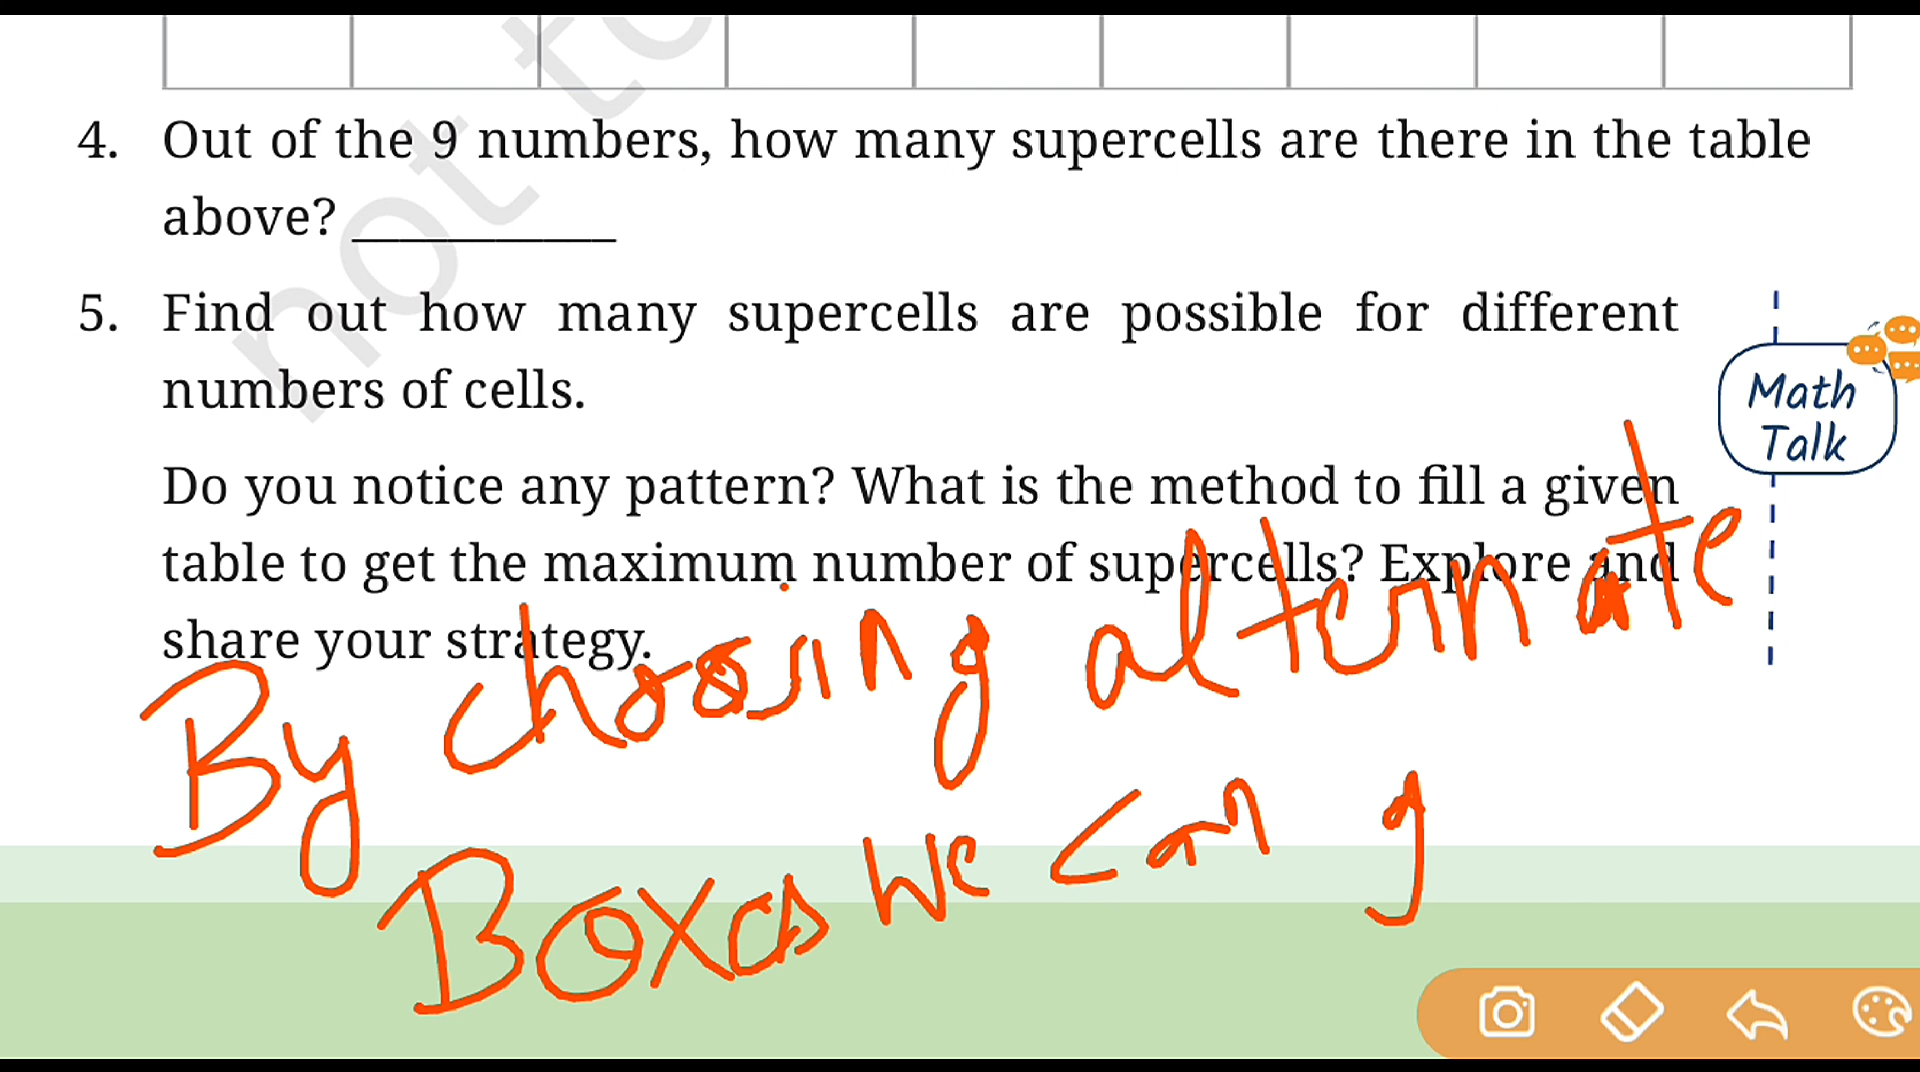 not to
4. Out of the 9 numbers, how many supercells are there in the table
above? ___________
5. Find out how many supercells are possible for different
numbers of cells.
Math
Talk
Do you notice any pattern? What is the method to fill a given
table to get the maximum number of supercells? Explore and
share your strategy.
By choosing alternate
Boxes we can g